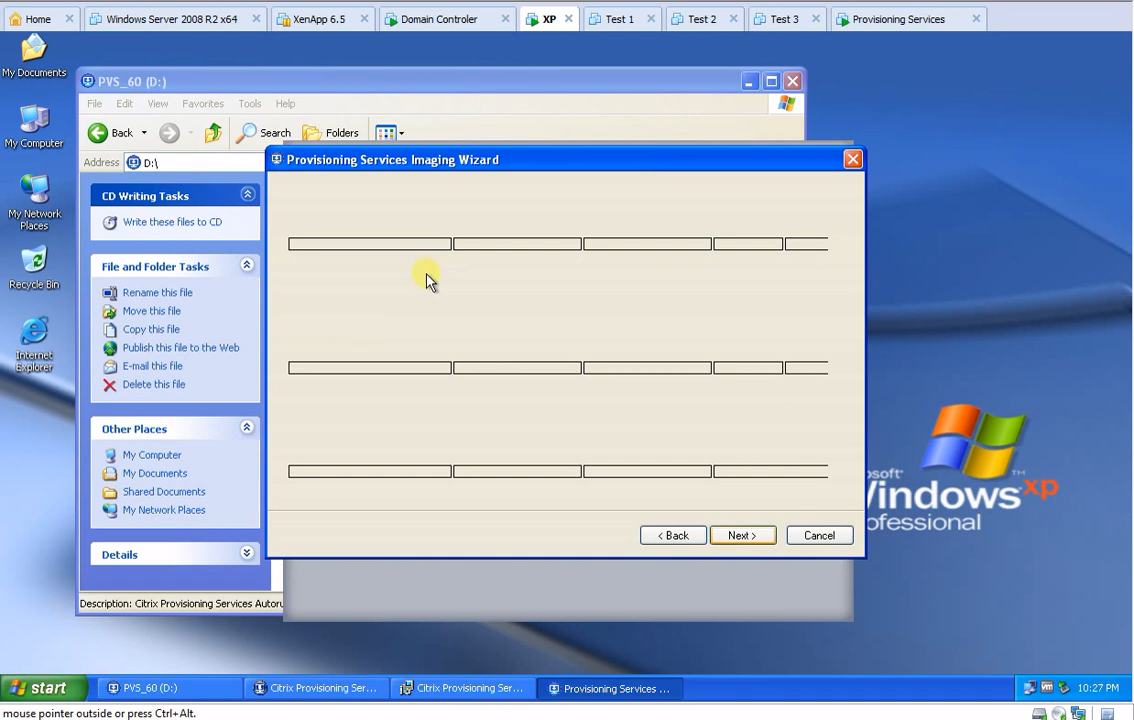 Home
Windows Server 2008 R2 x64
XenApp 6.5
Domain Controler
XP
Test 1
Test 2
Test 3
Provisioning Services
My Documents
My Computer
My Network
Places
Recycle Bin
Internet
Explorer
PVS_60 (D:)
File Edit View Favorites Tools Help
Back
Search
Folders
Address
D:\
CD Writing Tasks
Write these files to CD
File and Folder Tasks
Rename this file
Move this file
Copy this file
Publish this file to the Web
E-mail this file
Delete this file
Other Places
My Computer
My Documents
Shared Documents
My Network Places
Details
Description: Citrix Provisioning Services Autoru
Provisioning Services Imaging Wizard
< Back
Next >
Cancel
osoft
Windows xp
ofessional
start
PVS_60 (D:)
Citrix Provisioning Ser...
Citrix Provisioning Ser...
Provisioning Services ...
10:27 PM
mouse pointer outside or press Ctrl+Alt.